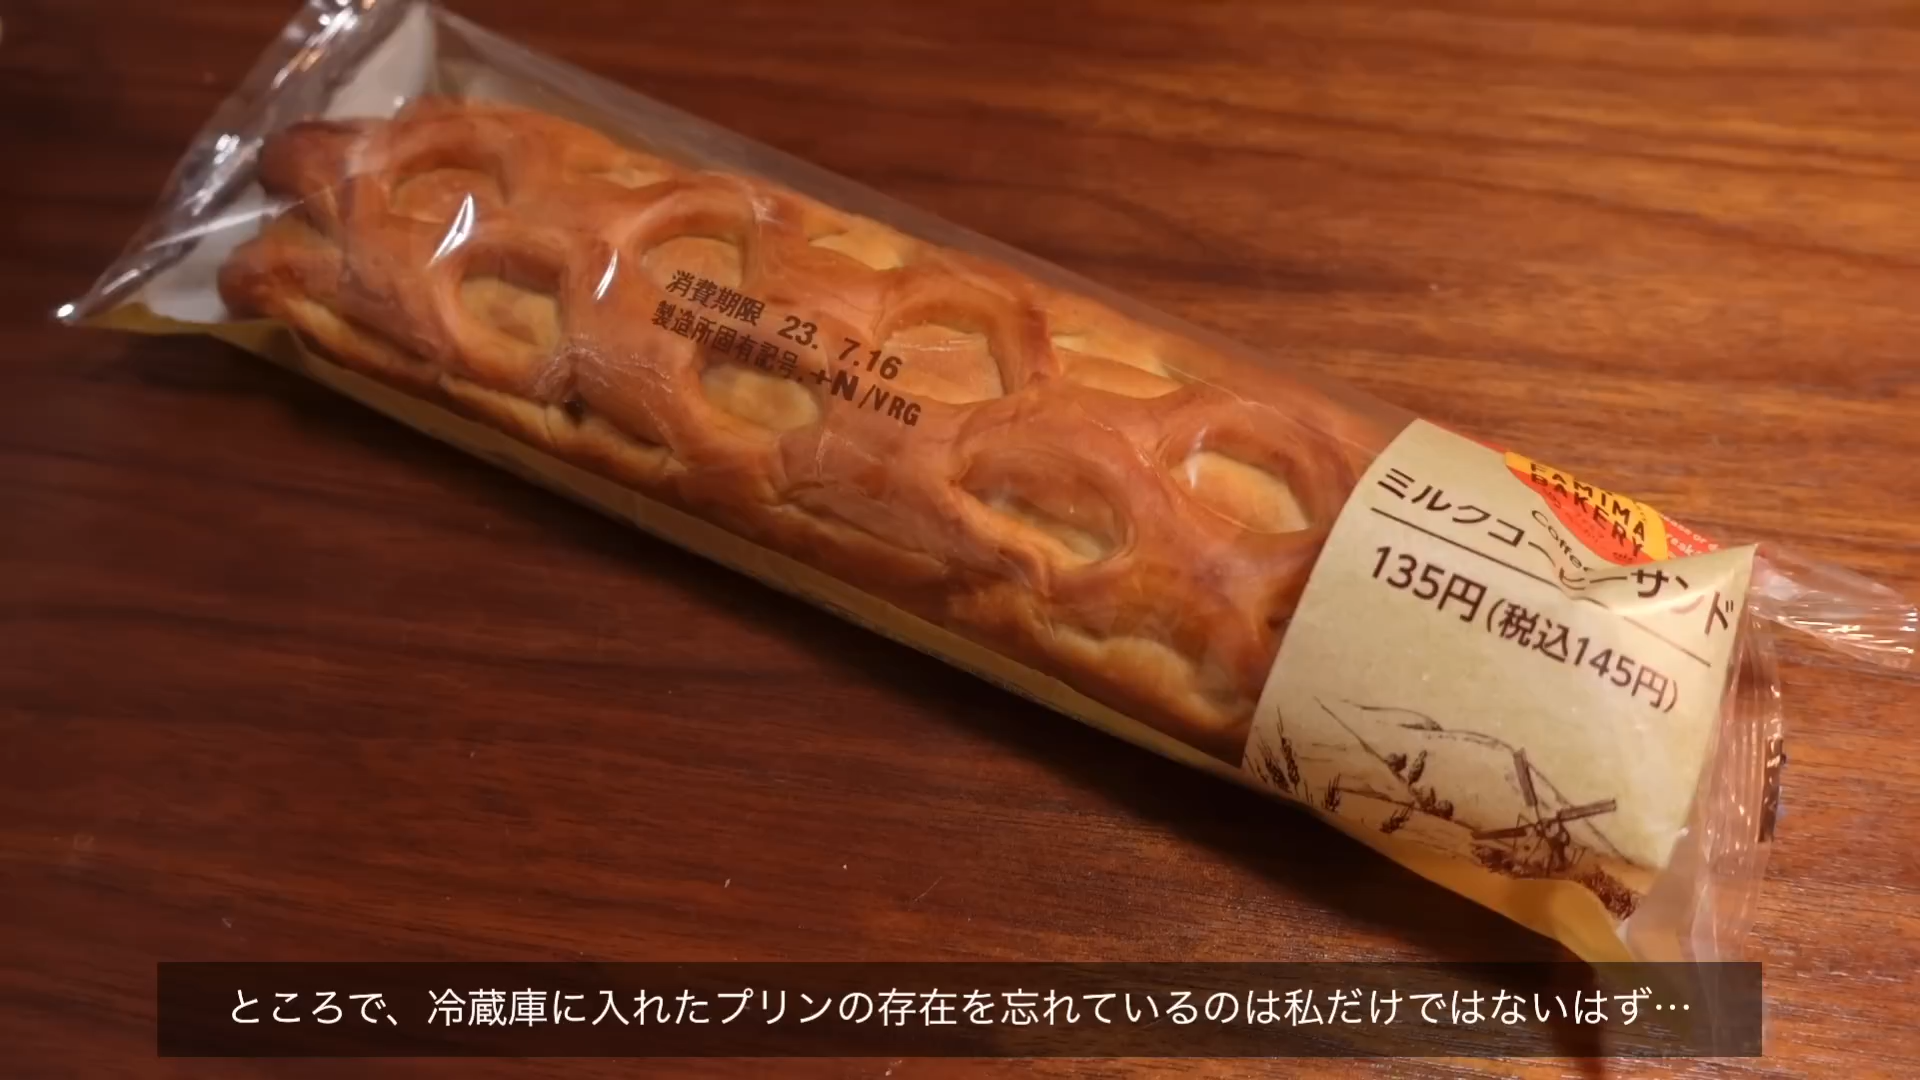 消費期限 23. 7.16
製造所固有記号.+N/VRG
FAMIMA
BAKERY
Coffee
ミルクコーヒーサンド
135円(税込145円)
ところで、冷蔵庫に入れたプリンの存在を忘れているのは私だけではないはず…